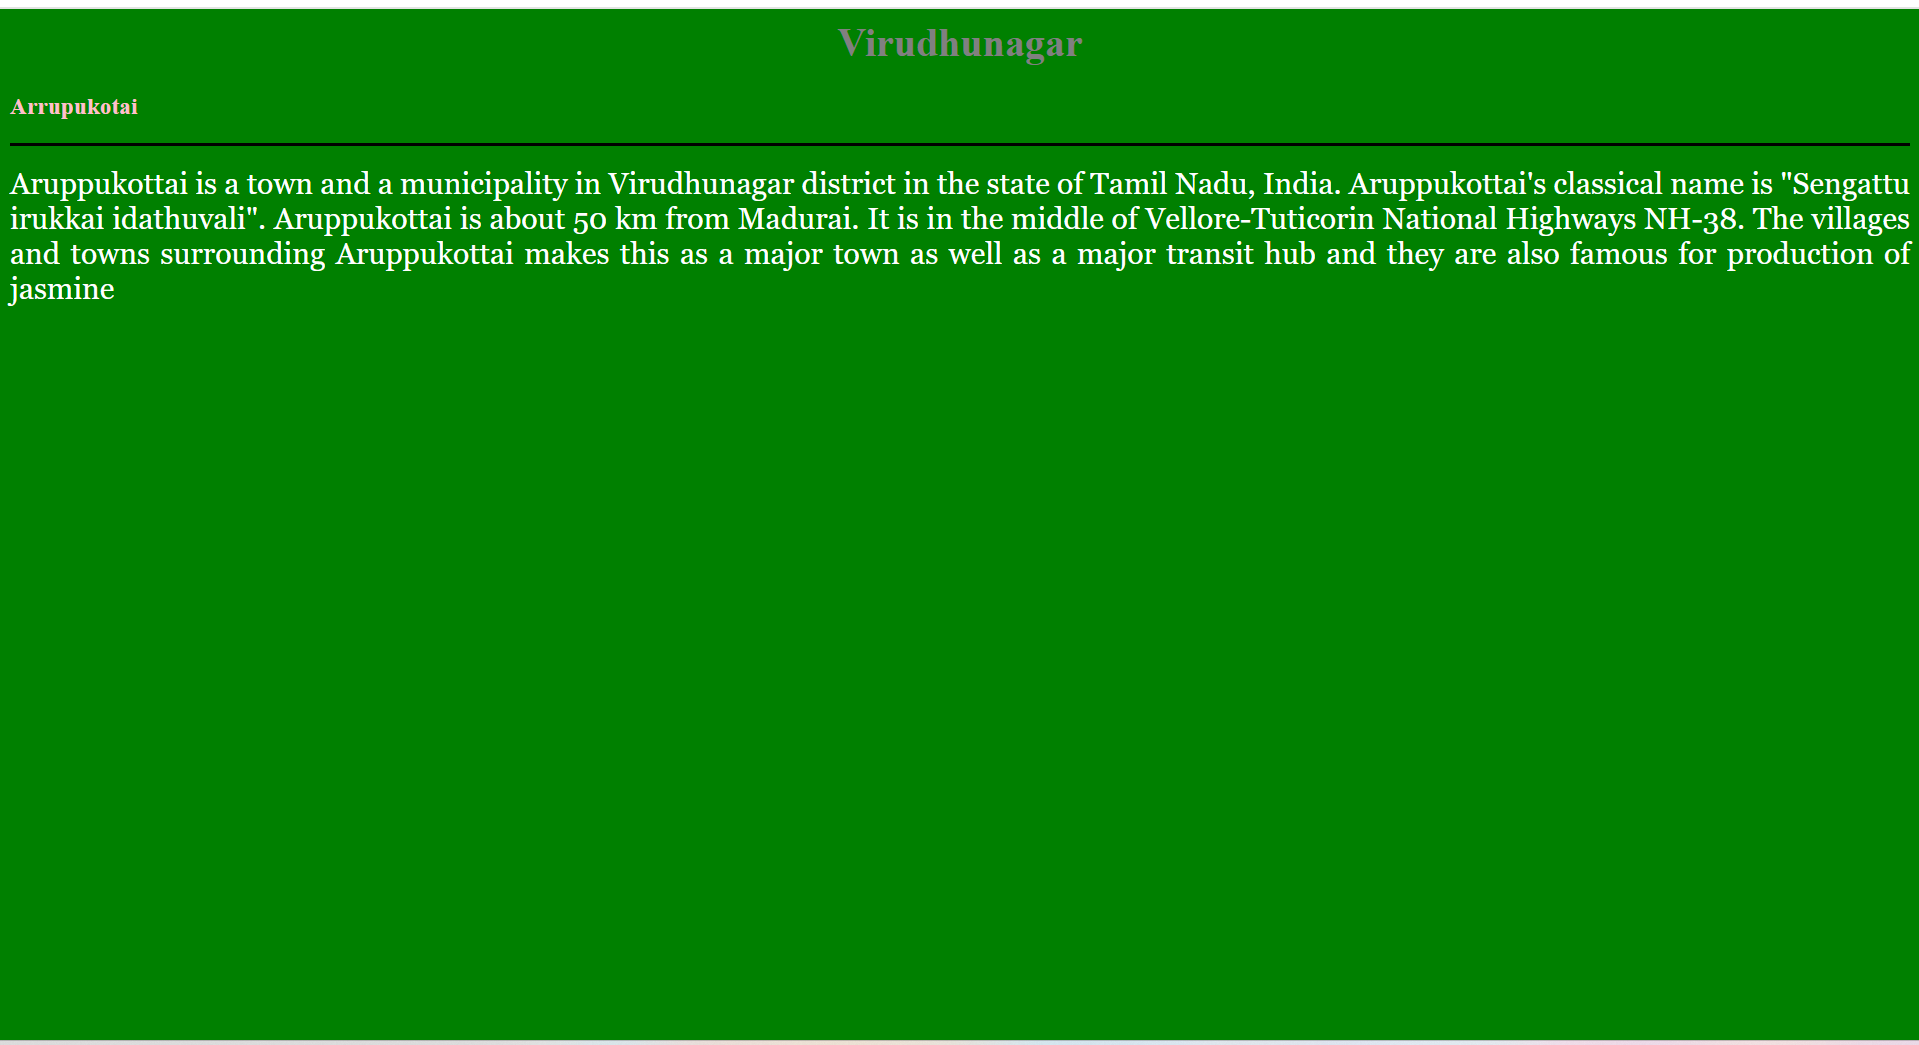 Virudhunagar
Arrupukotai
Aruppukottai is a town and a municipality in Virudhunagar district in the state of Tamil Nadu, India. Aruppukottai's classical name is "Sengattu
irukkai idathuvali". Aruppukottai is about 50 km from Madurai. It is in the middle of Vellore-Tuticorin National Highways NH-38. The villages
and towns surrounding Aruppukottai makes this as a major town as well as a major transit hub and they are also famous for production of
jasmine